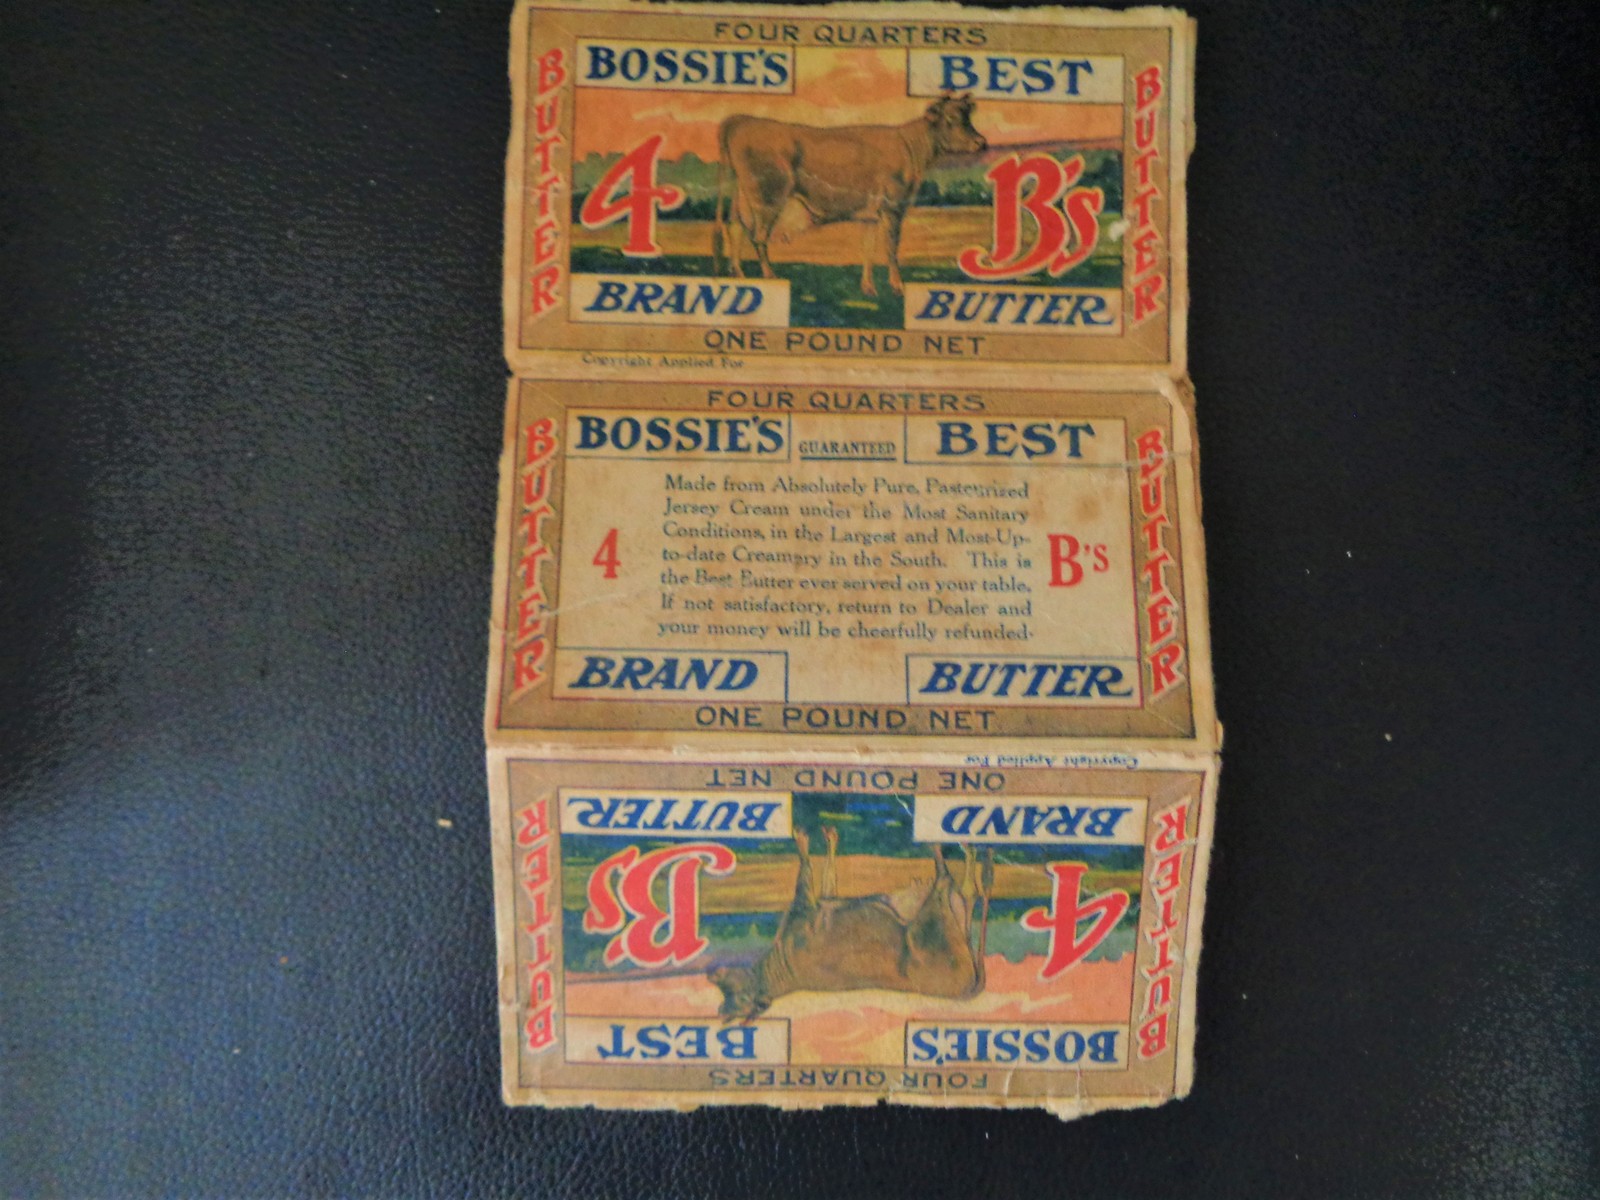 FOUR QUARTERS
BOSSIE'S BEST
BUTTER
4 B's
BUTTER
BRAND BUTTER
ONE POUND NET
Copyright Applied For
FOUR QUARTERS
BOSSIE'S GUARANTEED BEST
BUTTER
Made from Absolutely Pure, Pasteurized
Jersey Cream under the Most Sanitary
Conditions, in the Largest and Most-Up-
to-date Creamery in the South. This is
the Best Butter ever served on your table.
If not satisfactory, return to Dealer and
your money will be cheerfully refunded.
4 B's
BUTTER
BRAND BUTTER
ONE POUND NET
FOUR QUARTERS
BOSSIE'S BEST
BUTTER
4 B's
BUTTER
BRAND BUTTER
ONE POUND NET
Copyright Applied For